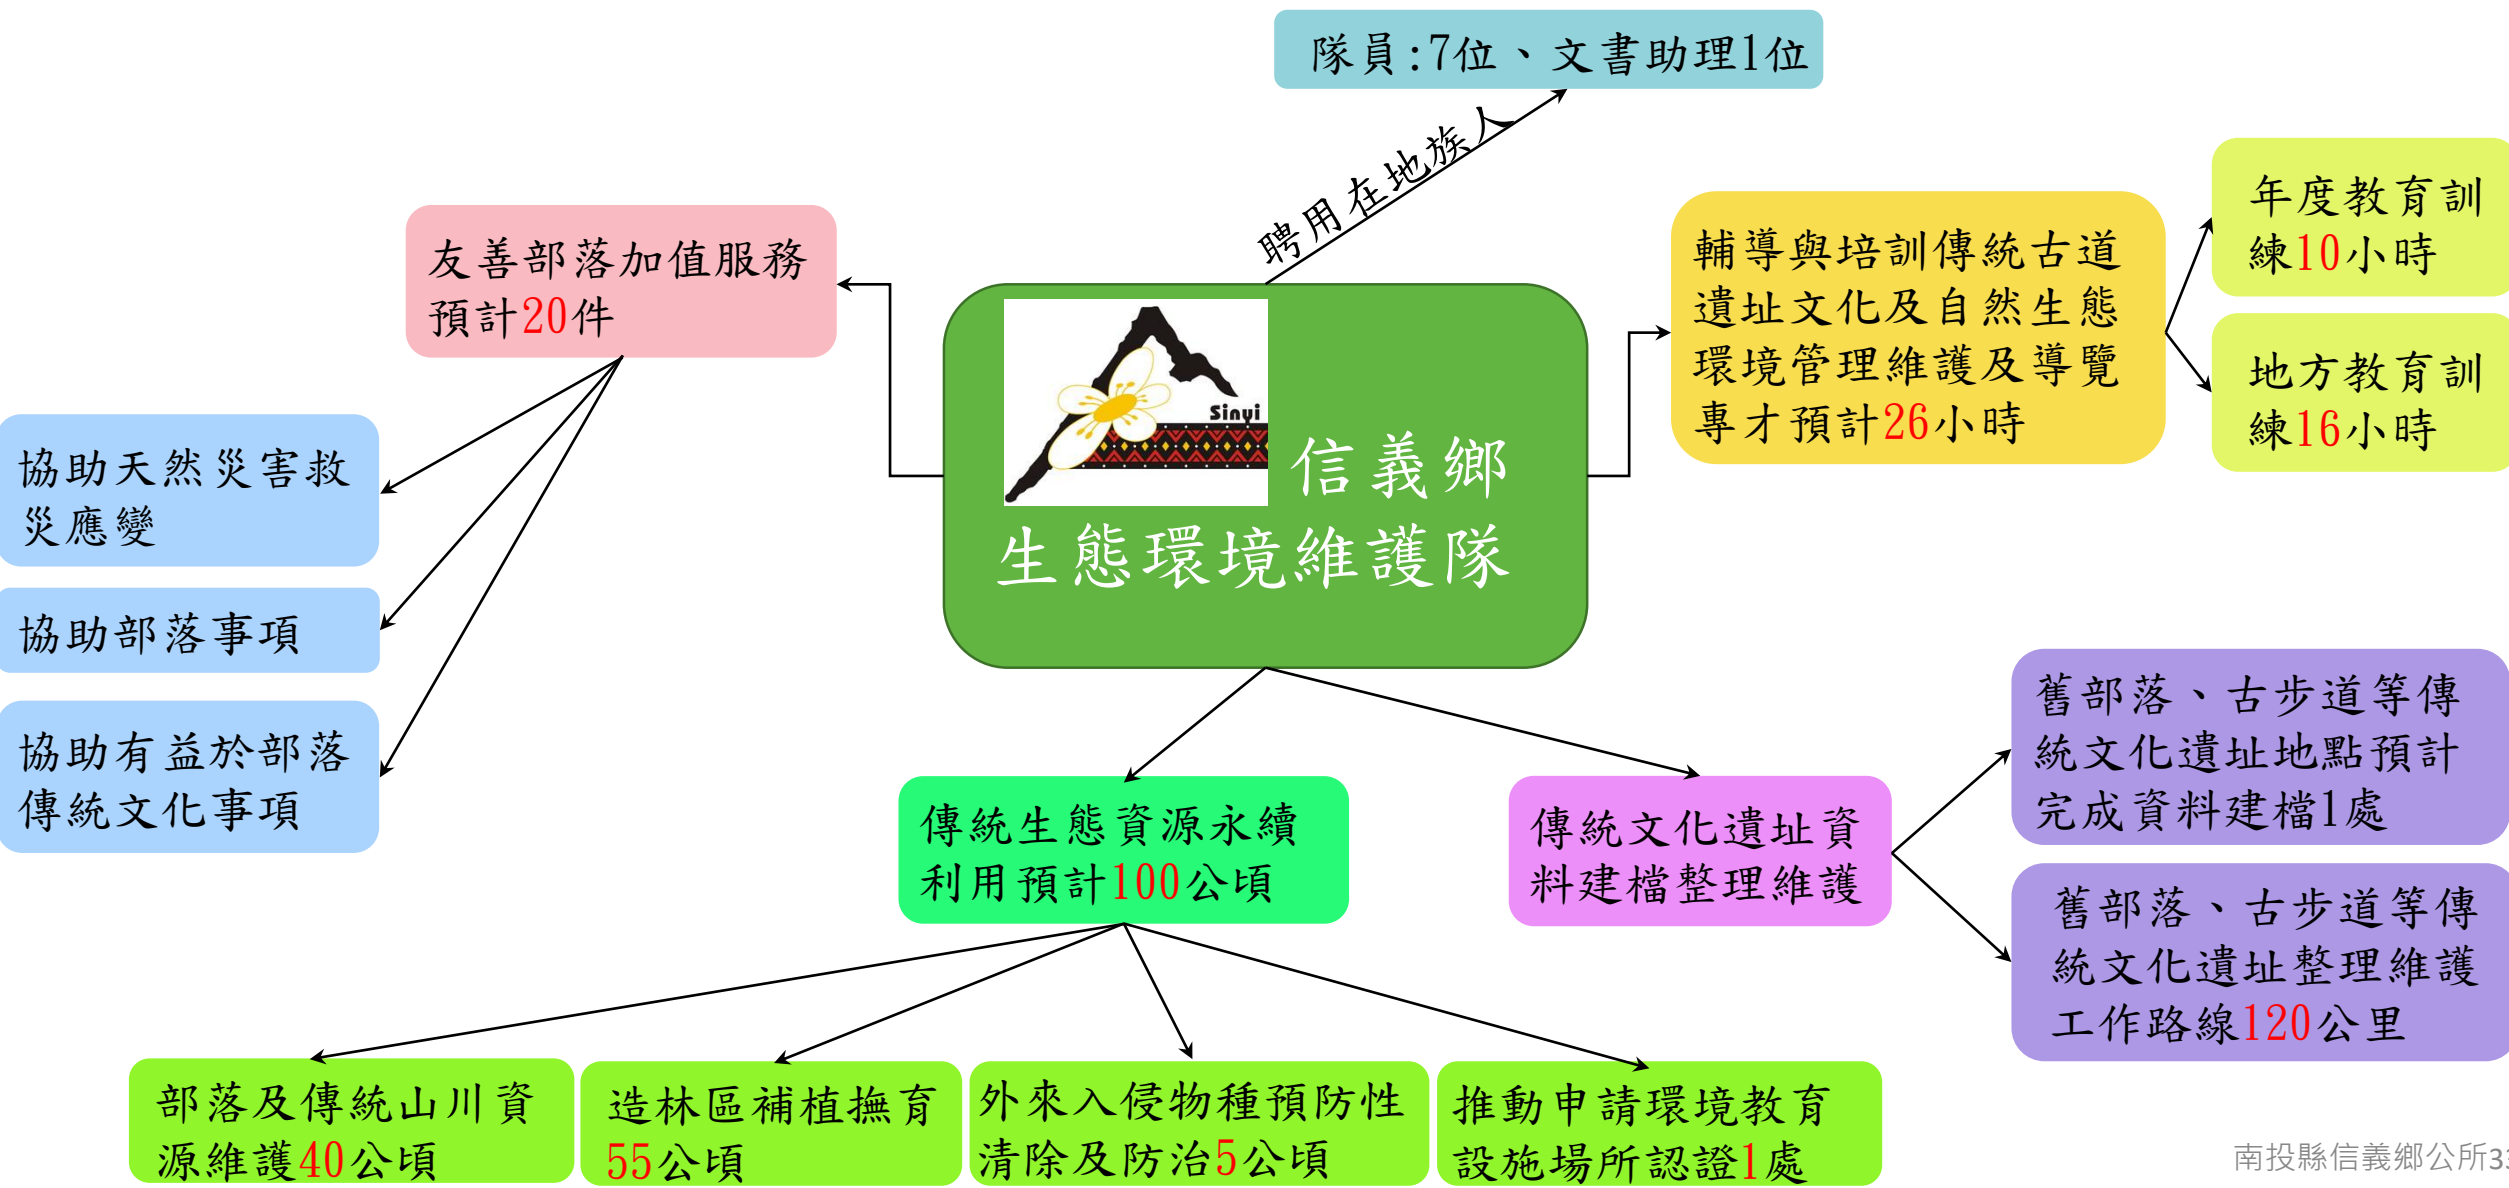 隊員:7位、文書助理1位
聘用在地族人
友善部落加值服務
預計20件
協助天然災害救
災應變
協助部落事項
協助有益於部落
傳統文化事項
Sinyi
信義鄉
生態環境維護隊
輔導與培訓傳統古道
遺址文化及自然生態
環境管理維護及導覽
專才預計26小時
年度教育訓
練10小時
地方教育訓
練16小時
傳統生態資源永續
利用預計100公頃
傳統文化遺址資
料建檔整理維護
舊部落、古步道等傳
統文化遺址地點預計
完成資料建檔1處
舊部落、古步道等傳
統文化遺址整理維護
工作路線120公里
部落及傳統山川資
源維護40公頃
造林區補植撫育
55公頃
外來入侵物種預防性
清除及防治5公頃
推動申請環境教育
設施場所認證1處
南投縣信義鄉公所33